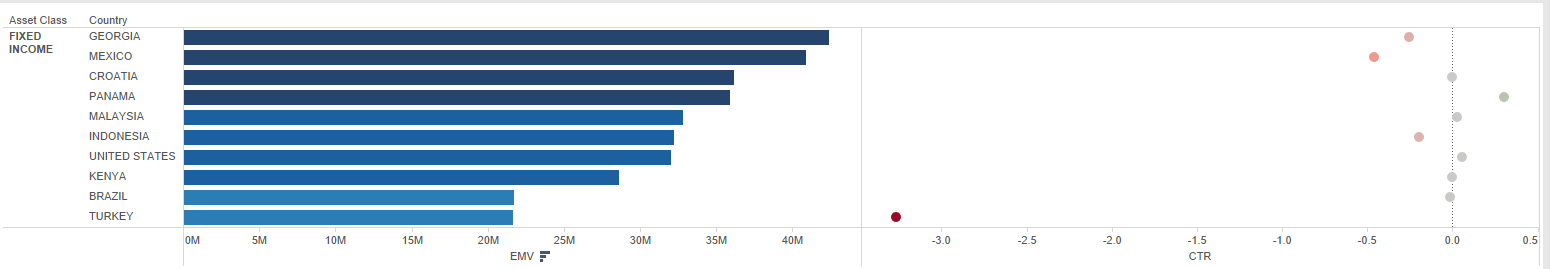 Asset Class Country
FIXED INCOME
GEORGIA
MEXICO
CROATIA
PANAMA
MALAYSIA
INDONESIA
UNITED STATES
KENYA
BRAZIL
TURKEY
0M 5M 10M 15M 20M 25M 30M 35M 40M -3.0 -2.5 -2.0 -1.5 -1.0 -0.5 0.0 0.5
EMV CTR